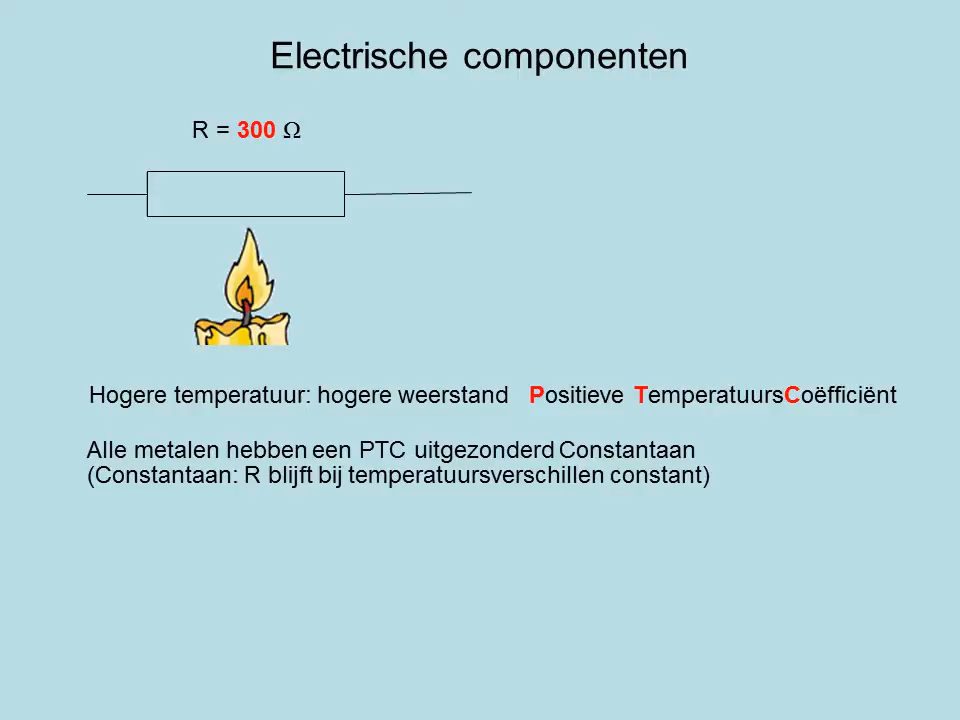 Electrische componenten
R = 300 Ω
Hogere temperatuur: hogere weerstand Positieve TemperatuursCoëfficiënt
Alle metalen hebben een PTC uitgezonderd Constantaan
(Constantaan: R blijft bij temperatuursverschillen constant)